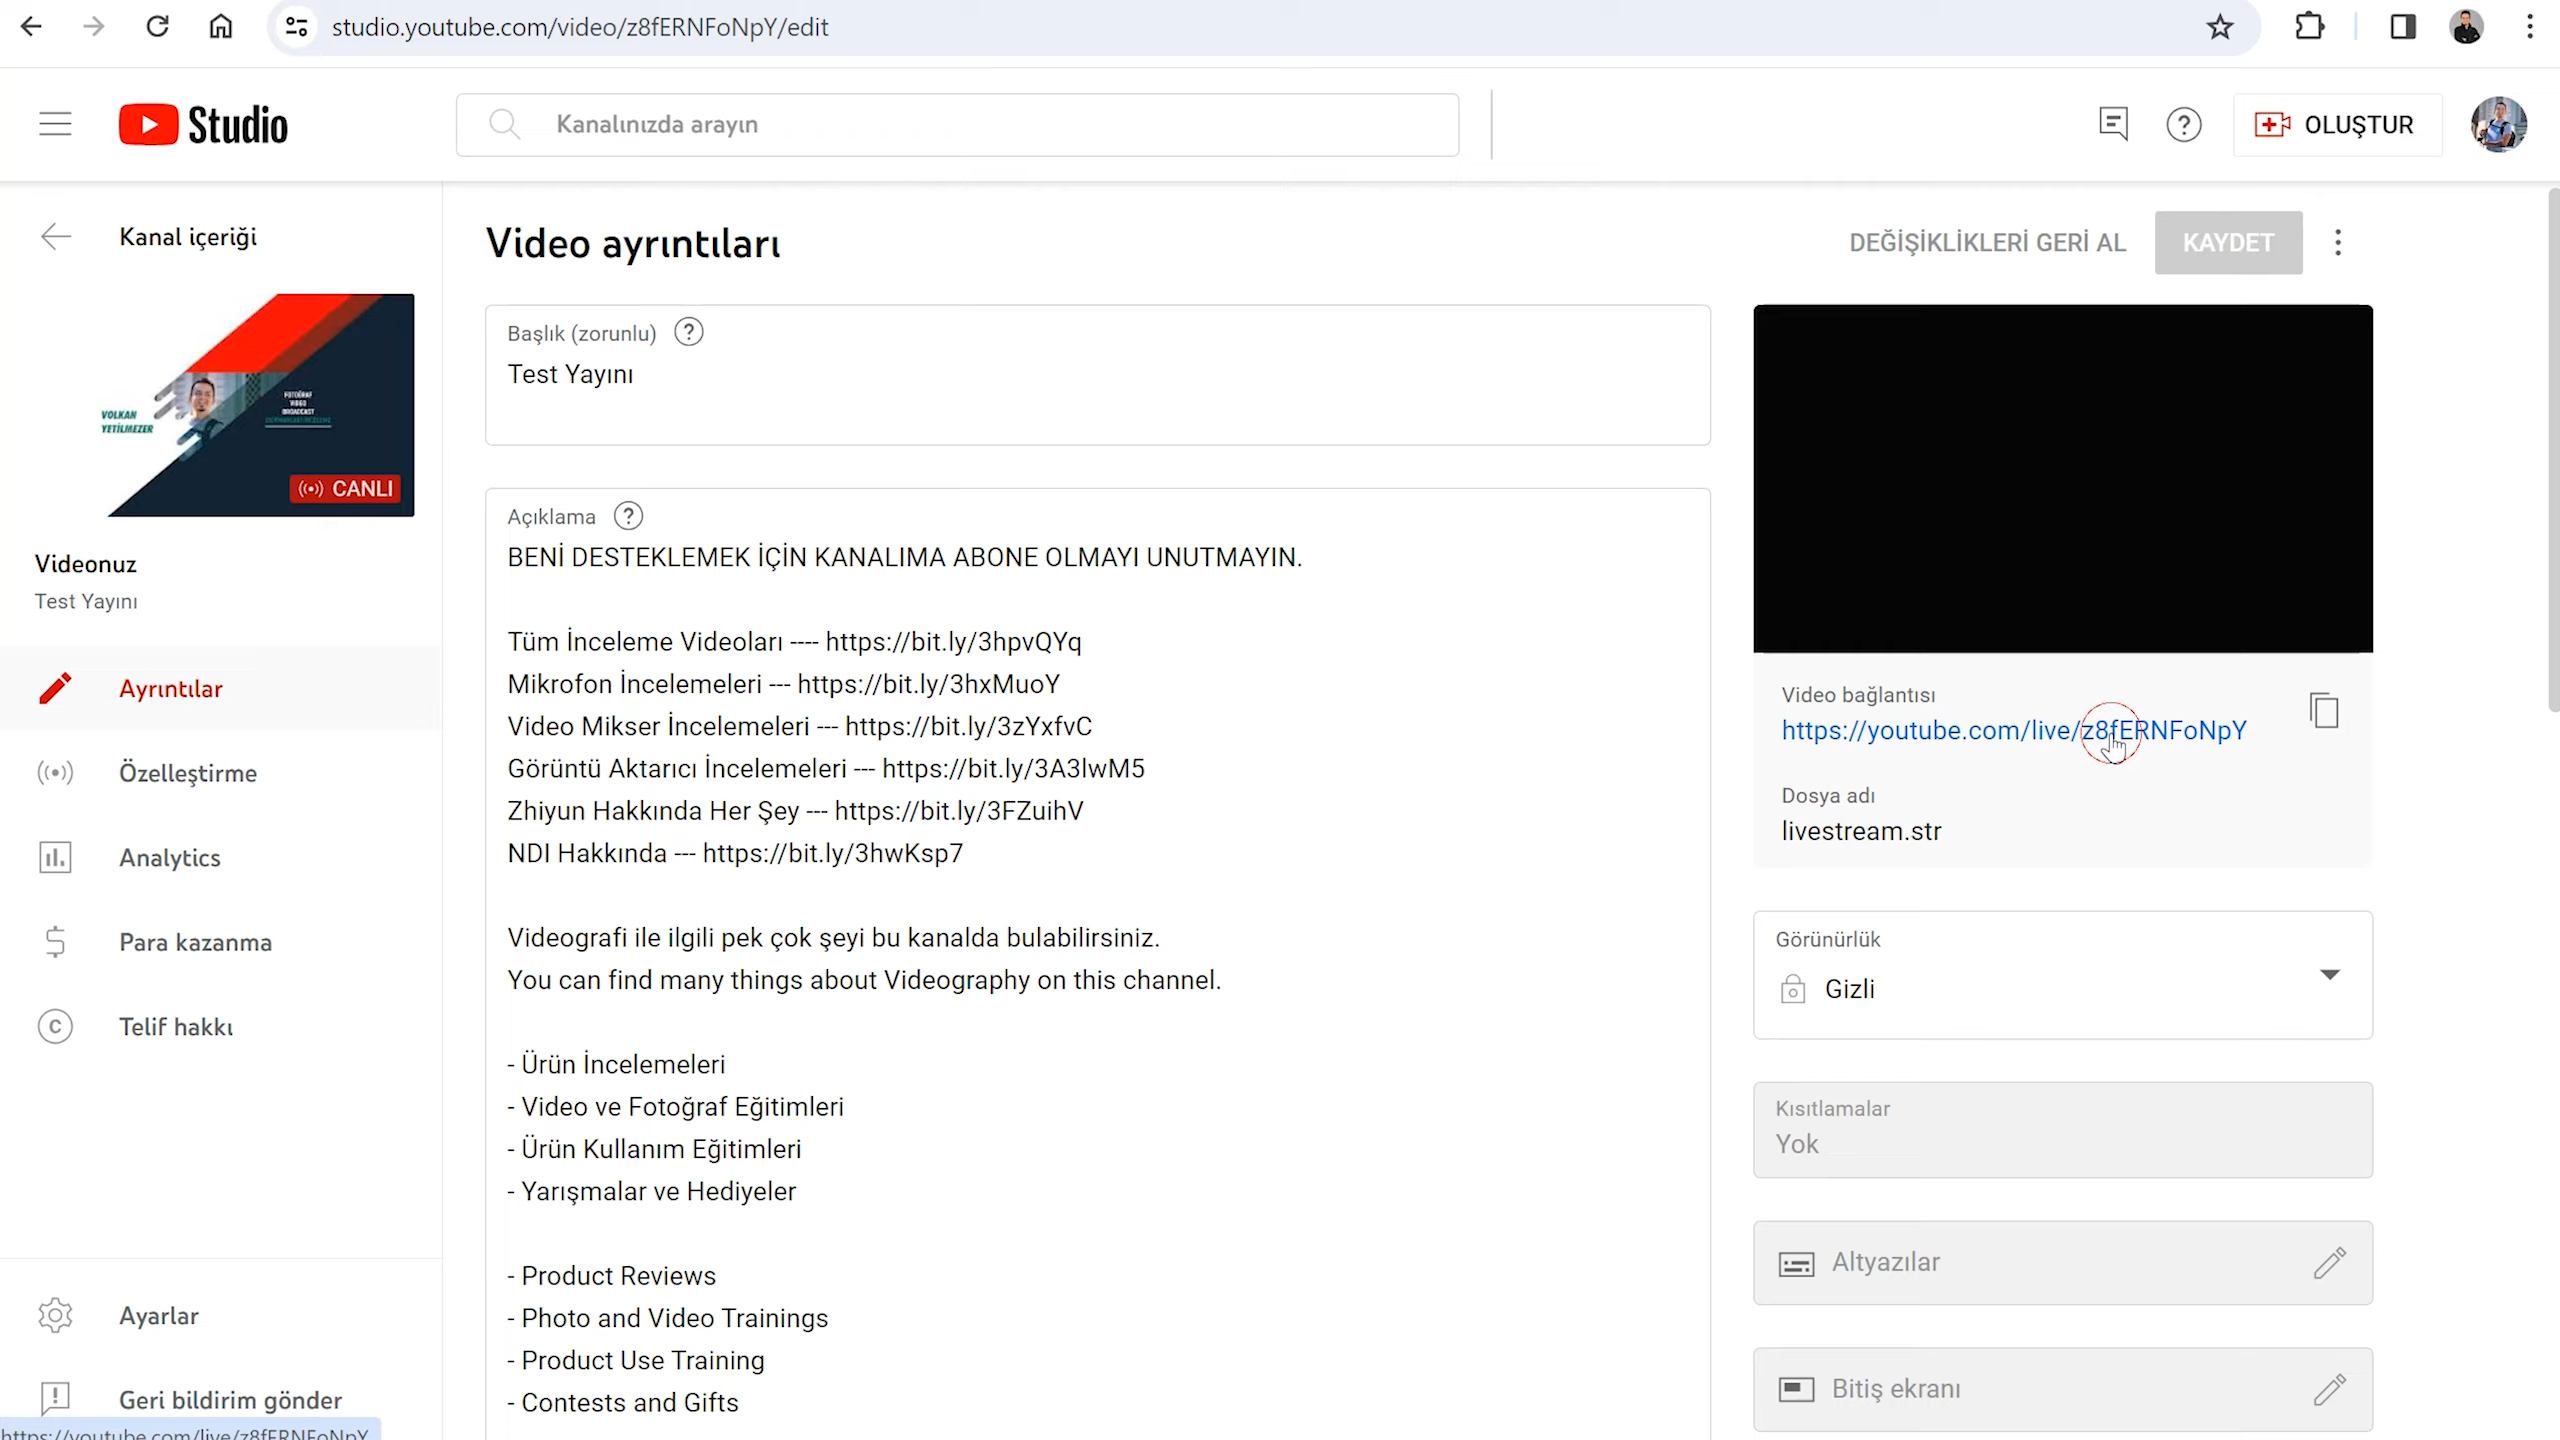 studio.youtube.com/video/z8fERNFoNpY/edit
Studio
Kanalınızda arayın
OLUŞTUR
Kanal içeriği
VOLKAN
YETİLMEZER
FOTOĞRAF
VIDEO
BROADCAST
CANLI
Videonuz
Test Yayını
Ayrıntılar
Özelleştirme
Analytics
Para kazanma
Telif hakkı
Ayarlar
Geri bildirim gönder
https://youtube.com/live/z8fERNFoNpY
Video ayrıntıları
DEĞİŞİKLİKLERİ GERİ AL
KAYDET
Başlık (zorunlu)
Test Yayını
Açıklama
BENİ DESTEKLEMEK İÇİN KANALIMA ABONE OLMAYI UNUTMAYIN.
Tüm İnceleme Videoları ---- https://bit.ly/3hpvQYq
Mikrofon İncelemeleri --- https://bit.ly/3hxMuoY
Video Mikser İncelemeleri --- https://bit.ly/3zYxfvC
Görüntü Aktarıcı İncelemeleri --- https://bit.ly/3A3lwM5
Zhiyun Hakkında Her Şey --- https://bit.ly/3FZuihV
NDI Hakkında --- https://bit.ly/3hwKsp7
Videografi ile ilgili pek çok şeyi bu kanalda bulabilirsiniz.
You can find many things about Videography on this channel.
- Ürün İncelemeleri
- Video ve Fotoğraf Eğitimleri
- Ürün Kullanım Eğitimleri
- Yarışmalar ve Hediyeler
- Product Reviews
- Photo and Video Trainings
- Product Use Training
- Contests and Gifts
Video bağlantısı
https://youtube.com/live/z8fERNFoNpY
Dosya adı
livestream.str
Görünürlük
Gizli
Kısıtlamalar
Yok
Altyazılar
Bitiş ekranı